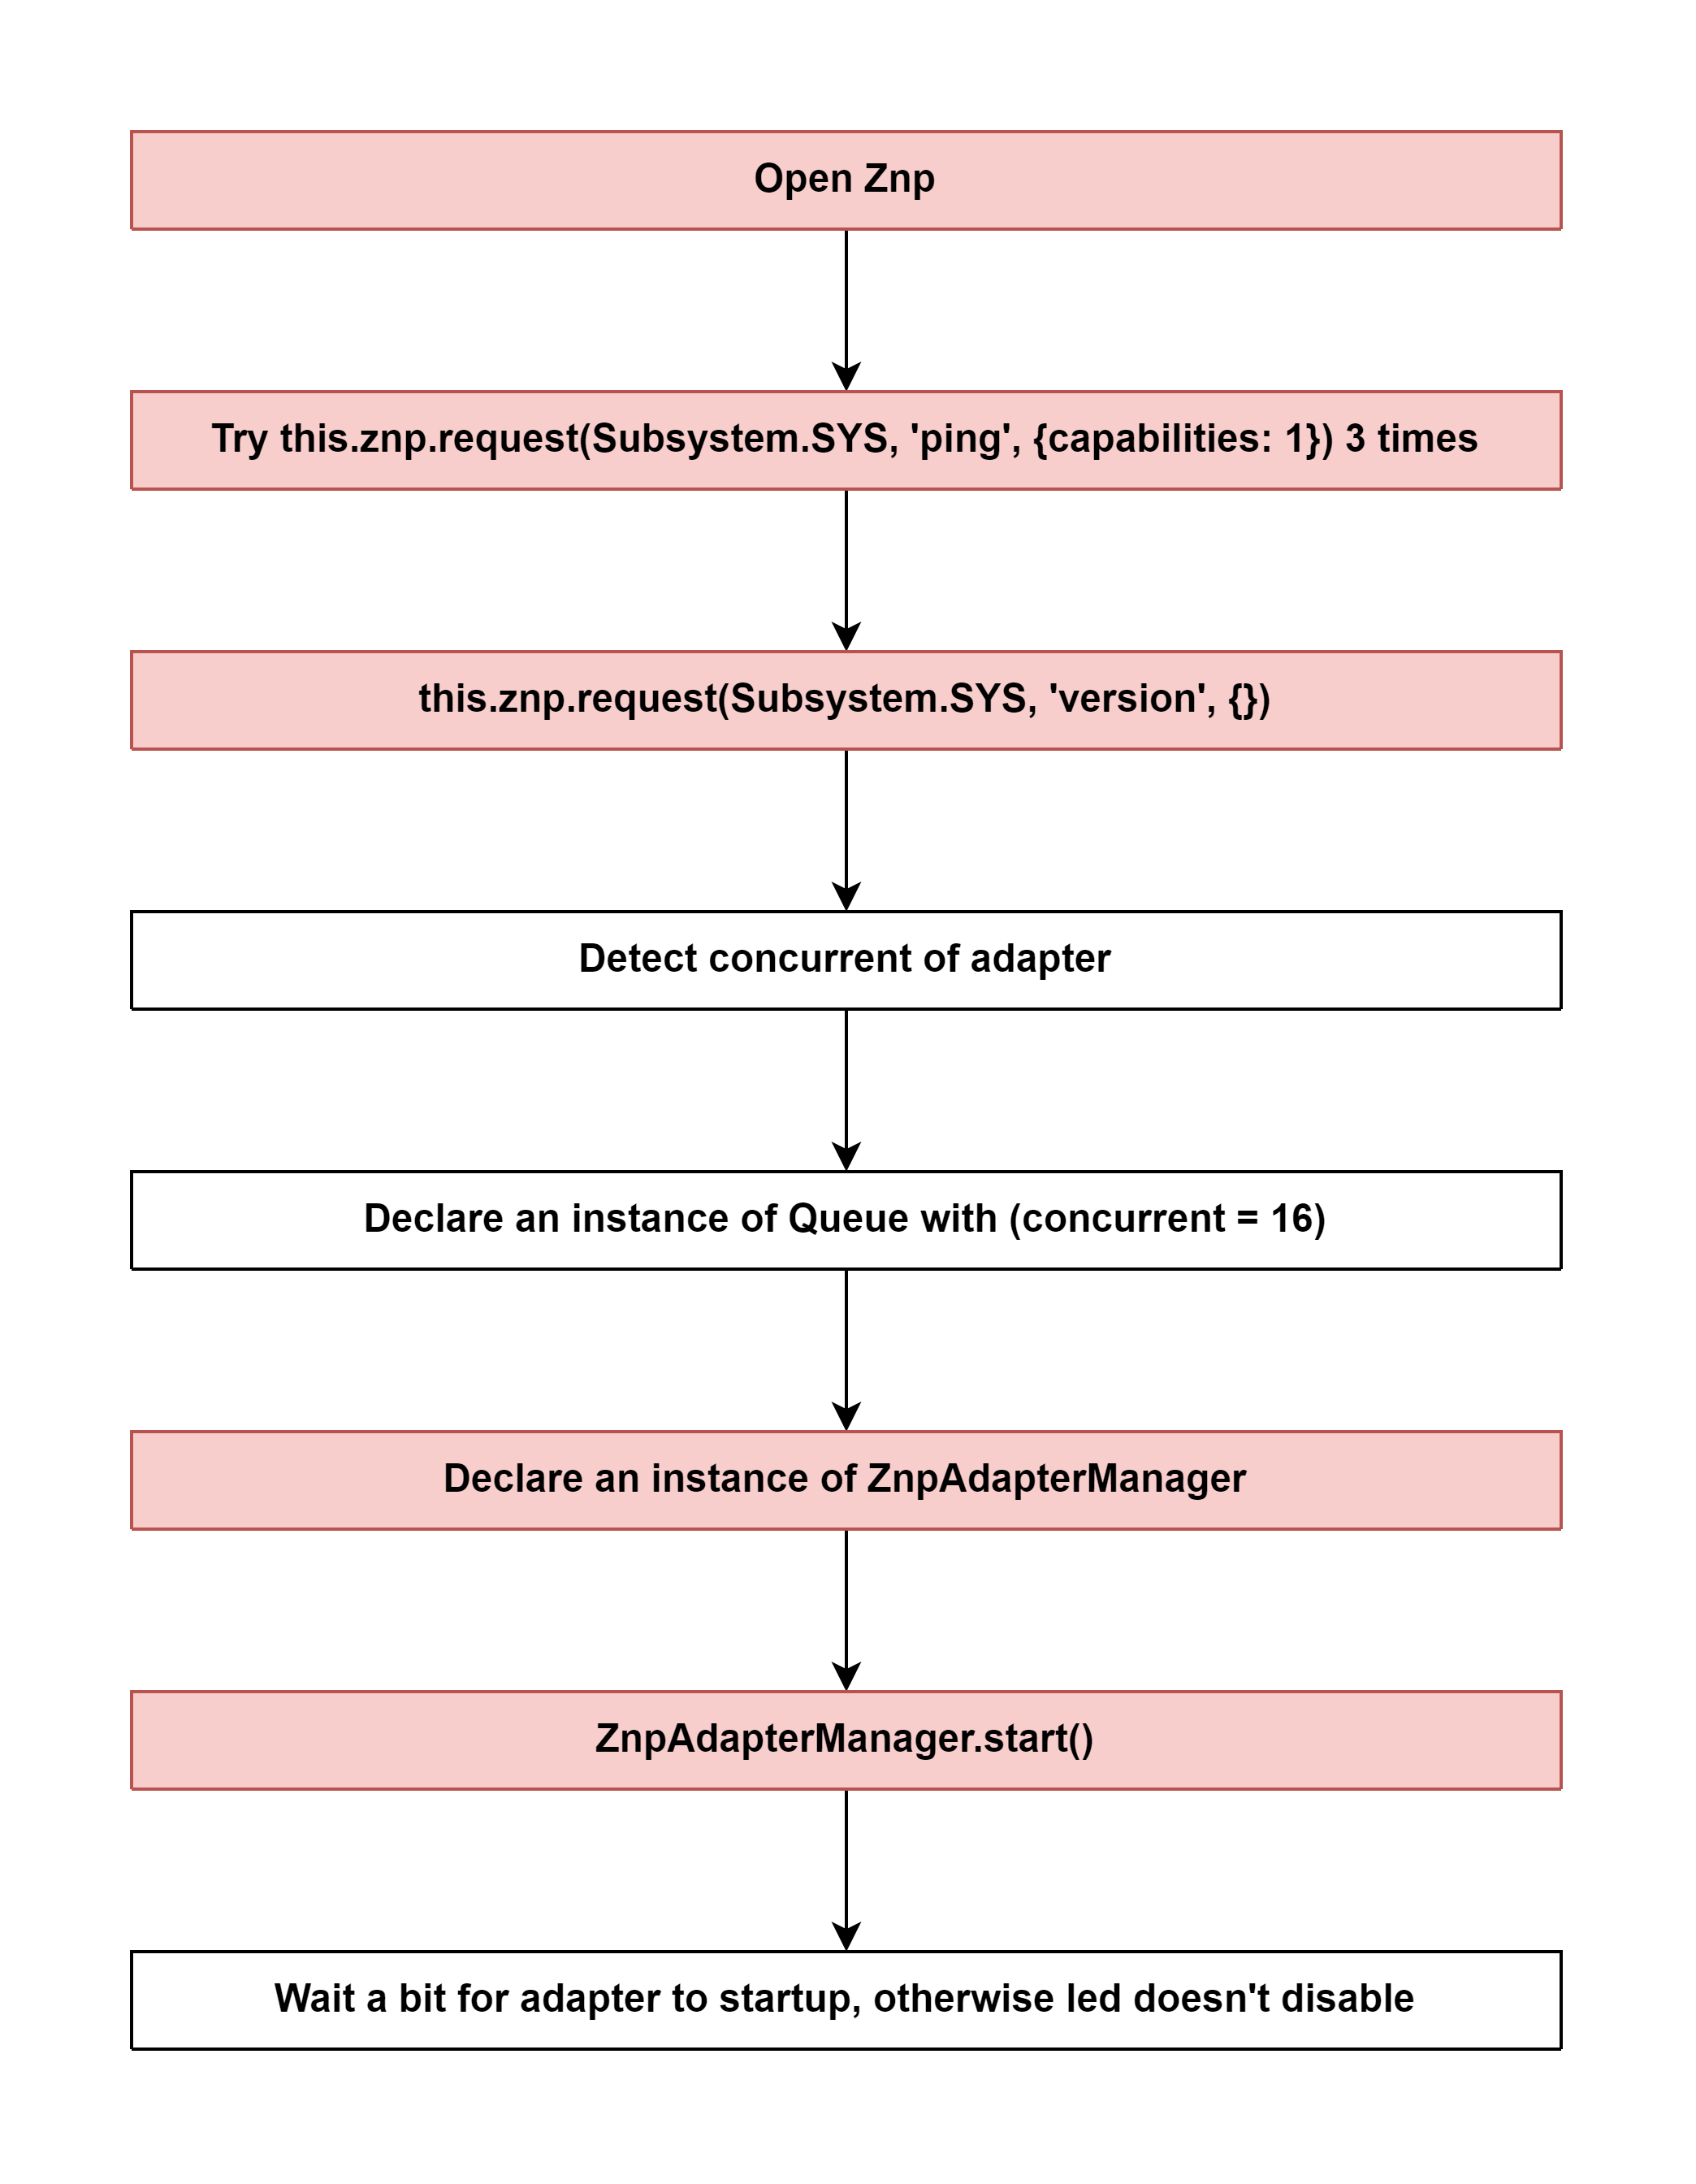 Open Znp
Try this.znp.request(Subsystem.SYS, 'ping', {capabilities: 1}) 3 times
this.znp.request(Subsystem.SYS, 'version', {})
Detect concurrent of adapter
Declare an instance of Queue with (concurrent = 16)
Declare an instance of ZnpAdapterManager
ZnpAdapterManager.start()
Wait a bit for adapter to startup, otherwise led doesn't disable